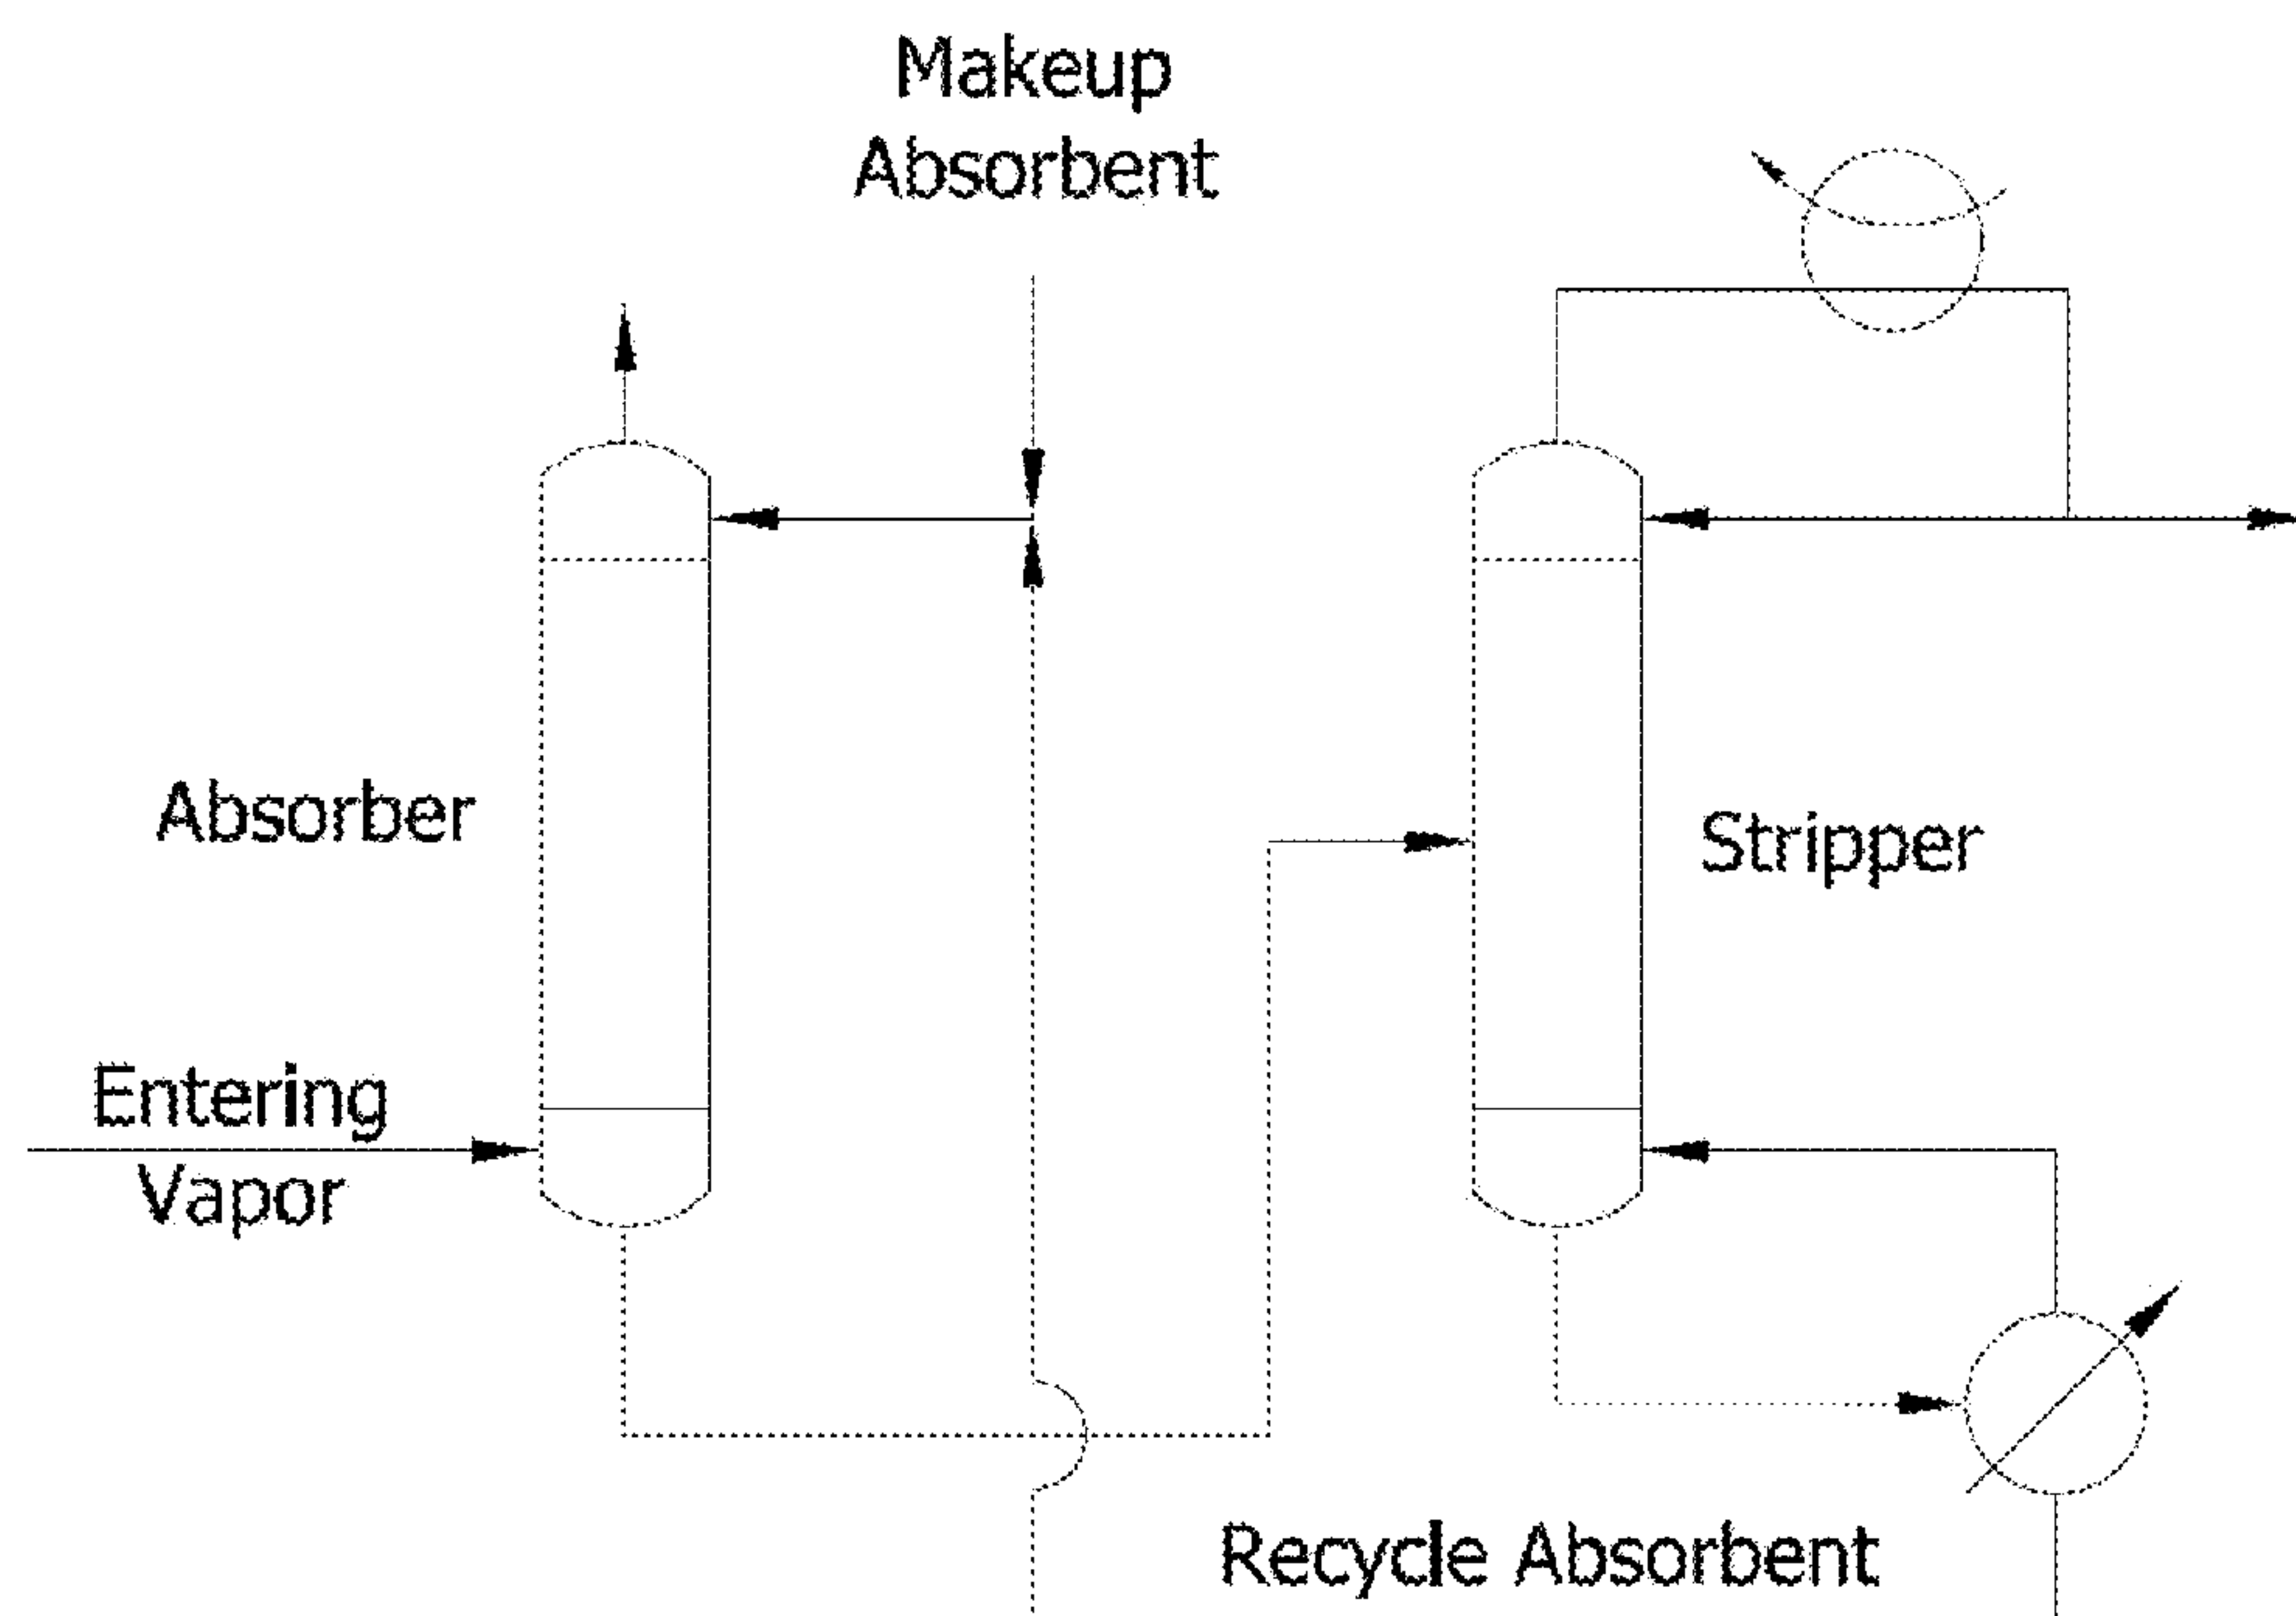 Makeup
Absorbent
Absorber
Stripper
Entering
Vapor
Recycle Absorbent